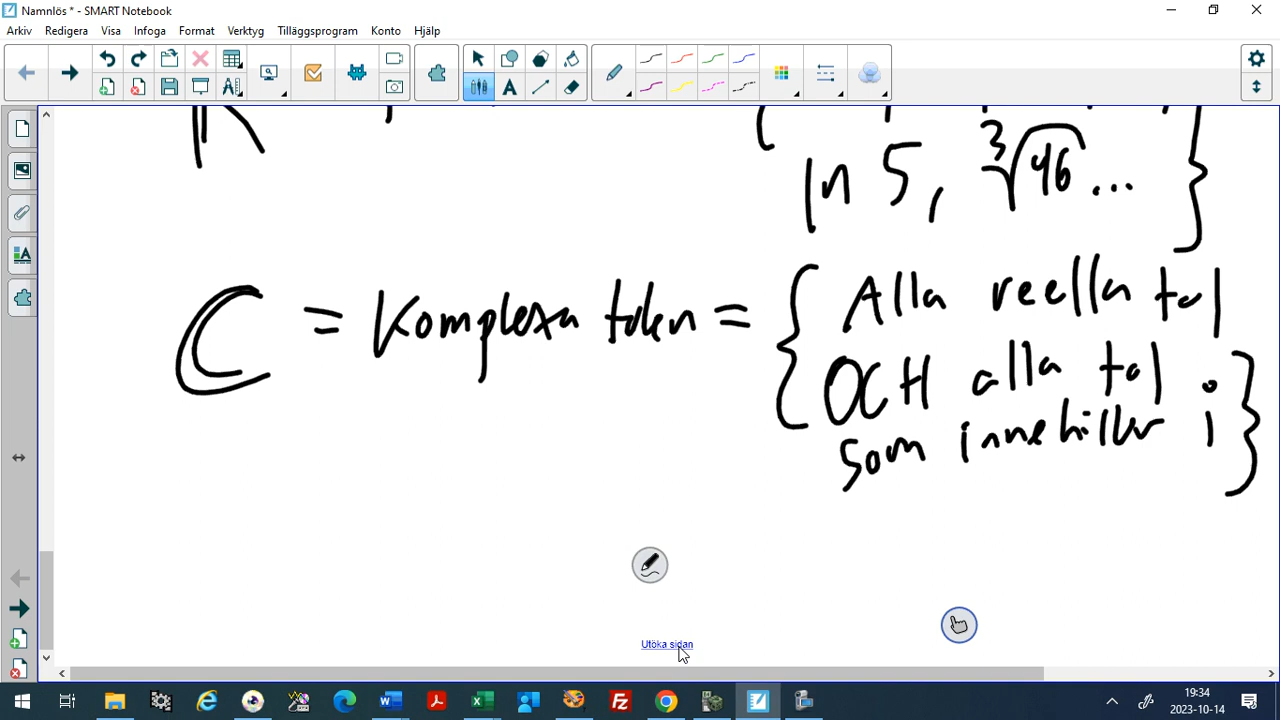 Namnlös * - SMART Notebook
Arkiv Redigera Visa Infoga Format Verktyg Tilläggsprogram Konto Hjälp
R
ln 5, ∛46 ... }
C = Komplexa talen = { Alla reella tal
OCH alla tal
som innehåller i }
Utöka sidan
19:34
2023-10-14